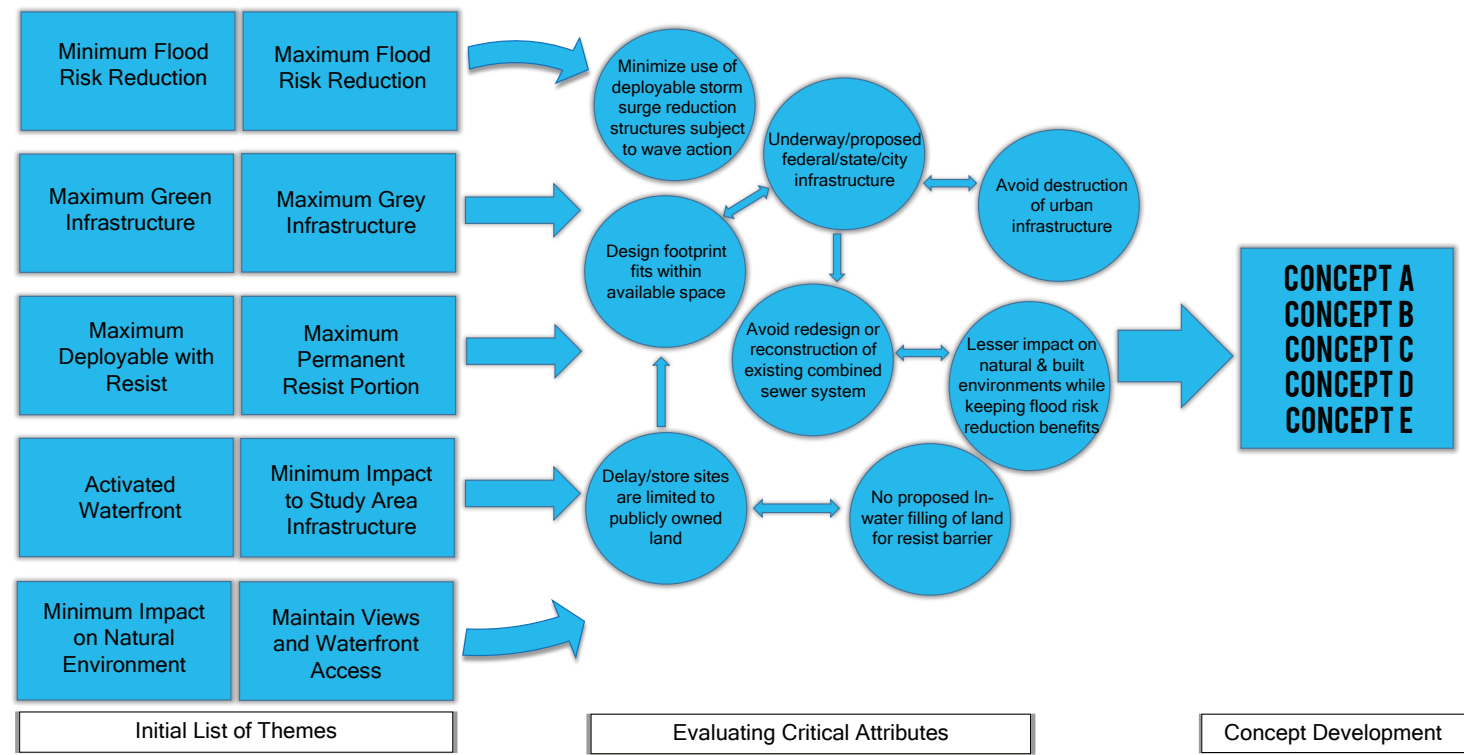 Minimum Flood
Risk Reduction
Maximum Flood
Risk Reduction
Maximum Green
Infrastructure
Maximum Grey
Infrastructure
Maximum
Deployable with
Resist
Maximum
Permanent
Resist Portion
Activated
Waterfront
Minimum Impact
to Study Area
Infrastructure
Minimum Impact
on Natural
Environment
Maintain Views
and Waterfront
Access
Initial List of Themes
Minimize use of
deployable storm
surge reduction
structures subject
to wave action
Underway/proposed
federal/state/city
infrastructure
Avoid destruction
of urban
infrastructure
Design footprint
fits within
available space
Avoid redesign or
reconstruction of
existing combined
sewer system
Lesser impact on
natural & built
environments while
keeping flood risk
reduction benefits
Delay/store sites
are limited to
publicly owned
land
No proposed In-
water filling of land
for resist barrier
Evaluating Critical Attributes
CONCEPT A
CONCEPT B
CONCEPT C
CONCEPT D
CONCEPT E
Concept Development